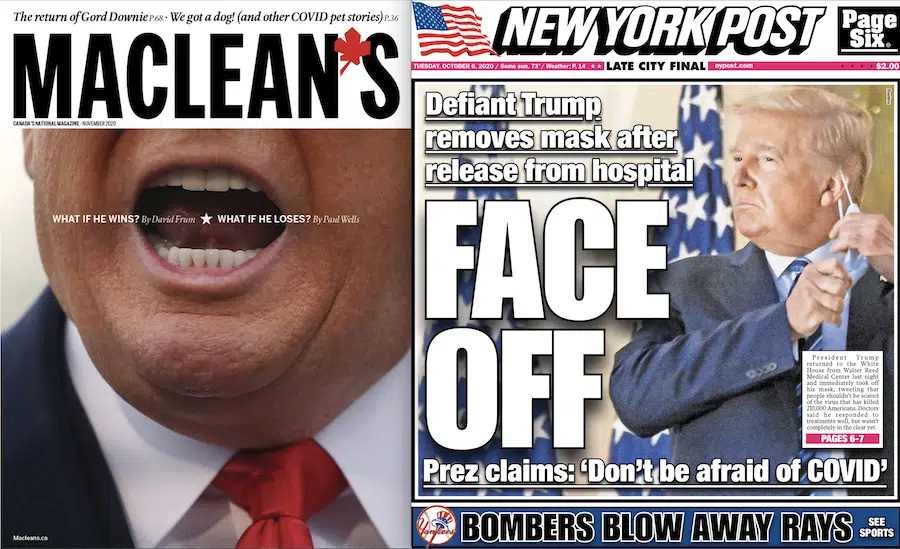 The return of Gord Downie P.68 · We got a dog! (and other COVID pet stories) P.36
MACLEAN'S
CANADA'S NATIONAL MAGAZINE · NOVEMBER 2020
WHAT IF HE WINS? By David Frum ★ WHAT IF HE LOSES? By Paul Wells
Macleans.ca
NEW YORK POST
Page
Six®
TUESDAY, OCTOBER 6, 2020 / Some sun, 73° / Weather: P. 14 ★★
LATE CITY FINAL
nypost.com
$2.00
Defiant Trump
removes mask after
release from hospital
FACE
OFF
President Trump
returned to the White
House from Walter Reed
Medical Center last night
and immediately took off
his mask, tweeting that
people shouldn't be scared
of the virus that has killed
210,000 Americans. Doctors
said he responded to
treatments well, but wasn't
completely in the clear yet.
PAGES 6-7
Prez claims: 'Don't be afraid of COVID'
Yankees
BOMBERS BLOW AWAY RAYS
SEE
SPORTS